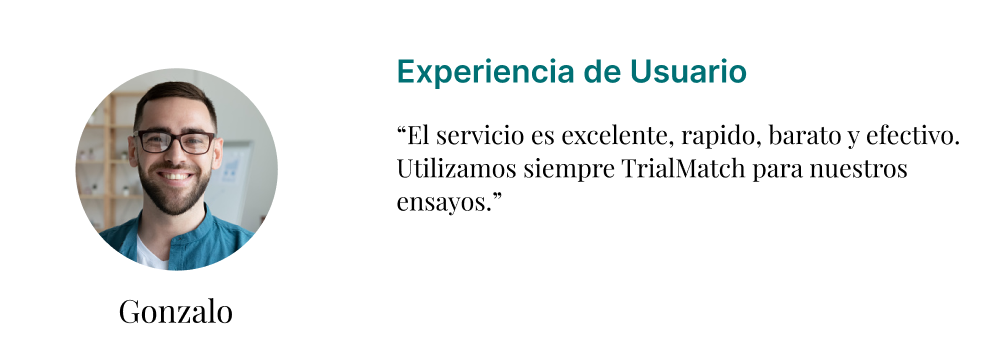 Experiencia de Usuario
“El servicio es excelente, rapido, barato y efectivo.
Utilizamos siempre TrialMatch para nuestros
ensayos.”
Gonzalo